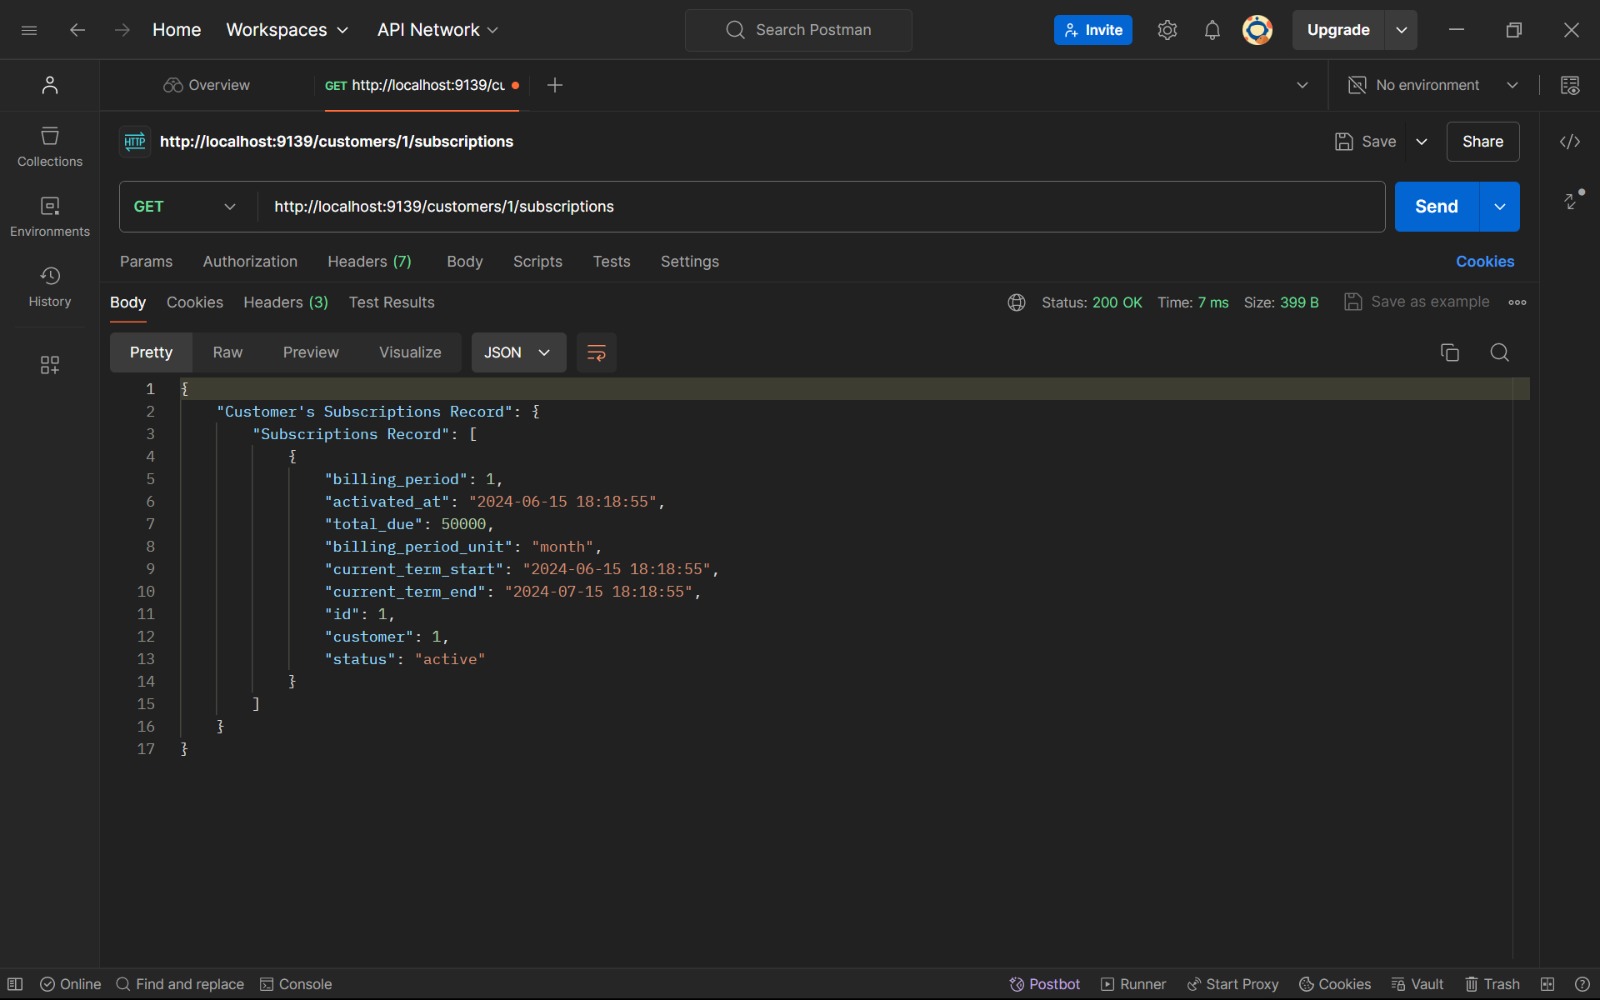 Home Workspaces API Network Search Postman Invite Upgrade
Overview GET http://localhost:9139/cu No environment
HTTP http://localhost:9139/customers/1/subscriptions Save Share
GET http://localhost:9139/customers/1/subscriptions Send
Collections
Environments
History
Params Authorization Headers (7) Body Scripts Tests Settings Cookies
Body Cookies Headers (3) Test Results Status: 200 OK Time: 7 ms Size: 399 B Save as example
Pretty Raw Preview Visualize JSON
1 {
2 "Customer's Subscriptions Record": {
3 "Subscriptions Record": [
4 {
5 "billing_period": 1,
6 "activated_at": "2024-06-15 18:18:55",
7 "total_due": 50000,
8 "billing_period_unit": "month",
9 "current_term_start": "2024-06-15 18:18:55",
10 "current_term_end": "2024-07-15 18:18:55",
11 "id": 1,
12 "customer": 1,
13 "status": "active"
14 }
15 ]
16 }
17 }
Online Find and replace Console Postbot Runner Start Proxy Cookies Vault Trash